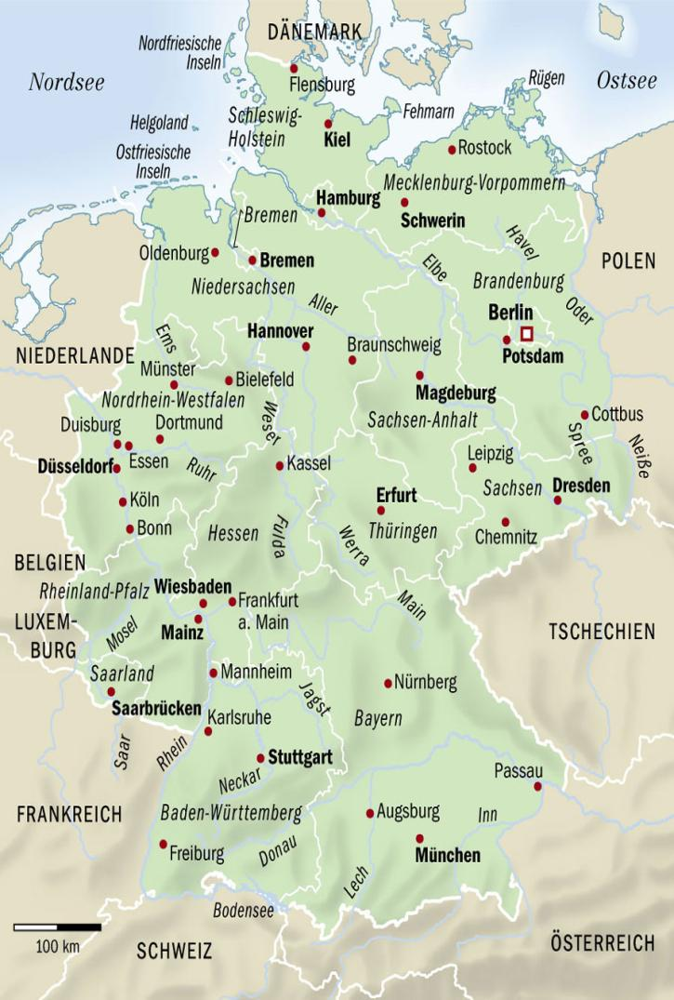 DÄNEMARK
Nordfriesische
Inseln
Nordsee
Flensburg
Rügen
Ostsee
Helgoland
Schleswig-
Holstein
Fehmarn
Kiel
Ostfriesische
Inseln
Rostock
Mecklenburg-Vorpommern
Hamburg
Schwerin
Bremen
Havel
Oldenburg
Bremen
Elbe
POLEN
Niedersachsen
Brandenburg
Aller
Oder
Berlin
Hannover
Ems
Braunschweig
NIEDERLANDE
Potsdam
Münster
Bielefeld
Magdeburg
Nordrhein-Westfalen
Weser
Sachsen-Anhalt
Cottbus
Duisburg
Dortmund
Spree
Neiße
Düsseldorf
Essen
Ruhr
Kassel
Leipzig
Sachsen
Dresden
Köln
Erfurt
Bonn
Hessen
Fulda
Werra
Thüringen
Chemnitz
BELGIEN
Rheinland-Pfalz
Wiesbaden
Frankfurt
a. Main
Main
LUXEM-
BURG
Mosel
Mainz
TSCHECHIEN
Saarland
Mannheim
Jagst
Nürnberg
Saarbrücken
Karlsruhe
Bayern
Saar
Rhein
Stuttgart
Neckar
Passau
FRANKREICH
Baden-Württemberg
Augsburg
Inn
Freiburg
Donau
München
Lech
Bodensee
100 km
SCHWEIZ
ÖSTERREICH